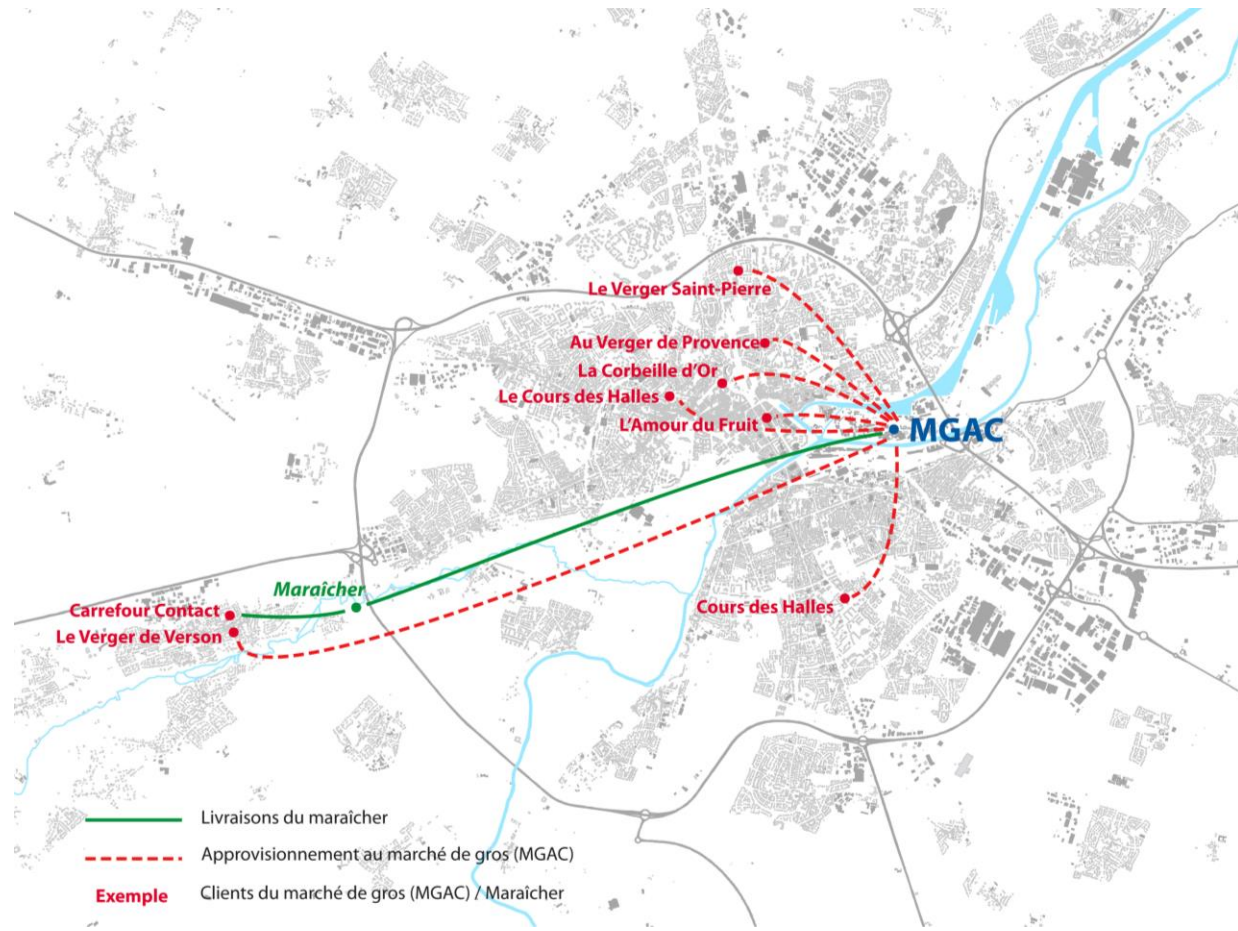 Le Verger Saint-Pierre
Au Verger de Provence
La Corbeille d'Or
Le Cours des Halles
L'Amour du Fruit
MGAC
Maraîcher
Carrefour Contact
Le Verger de Verson
Cours des Halles
Livraisons du maraîcher
Approvisionnement au marché de gros (MGAC)
Exemple Clients du marché de gros (MGAC) / Maraîcher